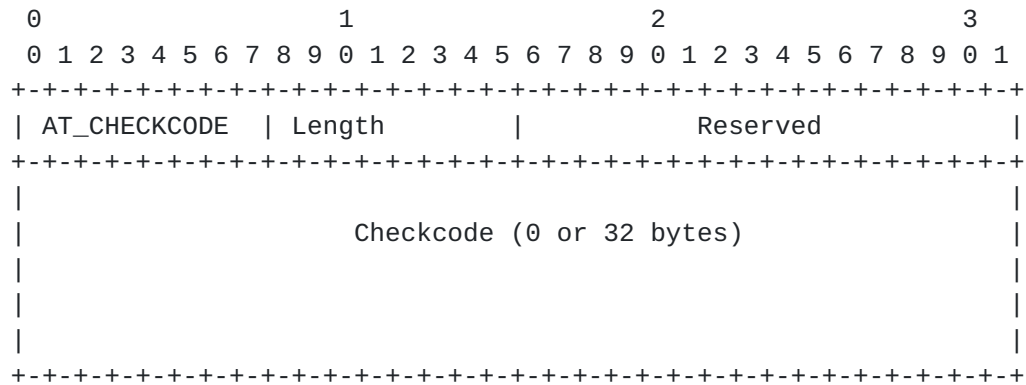 0                   1                   2                   3
 0 1 2 3 4 5 6 7 8 9 0 1 2 3 4 5 6 7 8 9 0 1 2 3 4 5 6 7 8 9 0 1
+-+-+-+-+-+-+-+-+-+-+-+-+-+-+-+-+-+-+-+-+-+-+-+-+-+-+-+-+-+-+-+-+
| AT_CHECKCODE  | Length        |           Reserved            |
+-+-+-+-+-+-+-+-+-+-+-+-+-+-+-+-+-+-+-+-+-+-+-+-+-+-+-+-+-+-+-+-+
|                                                               |
|                     Checkcode (0 or 32 bytes)                 |
|                                                               |
|                                                               |
|                                                               |
+-+-+-+-+-+-+-+-+-+-+-+-+-+-+-+-+-+-+-+-+-+-+-+-+-+-+-+-+-+-+-+-+